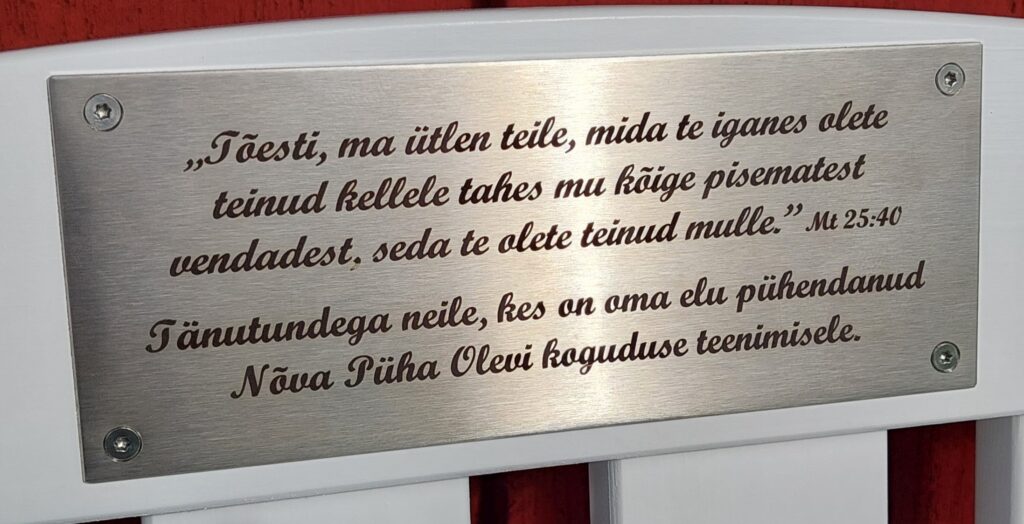 „Tõesti, ma ütlen teile, mida te iganes olete
teinud kellele tahes mu kõige pisematest
vendadest, seda te olete teinud mulle.” Mt 25:40
Tänutundega neile, kes on oma elu pühendanud
Nõva Püha Olevi koguduse teenimisele.